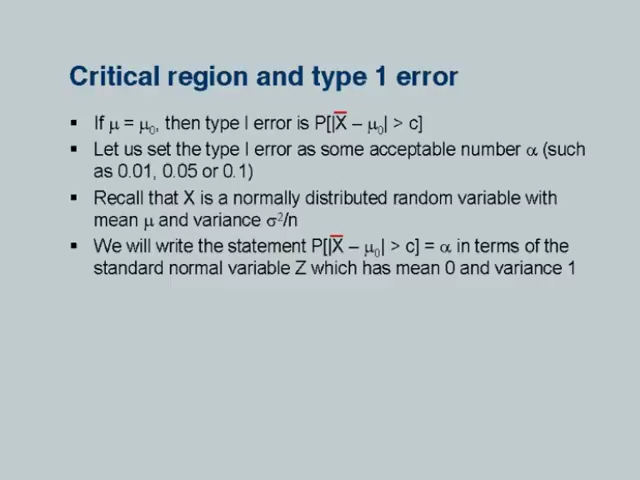 Critical region and type 1 error
▪ If μ = μ₀, then type I error is P[|X̅ – μ₀| > c]
▪ Let us set the type I error as some acceptable number α (such
as 0.01, 0.05 or 0.1)
▪ Recall that X is a normally distributed random variable with
mean μ and variance σ²/n
▪ We will write the statement P[|X̅ – μ₀| > c] = α in terms of the
standard normal variable Z which has mean 0 and variance 1